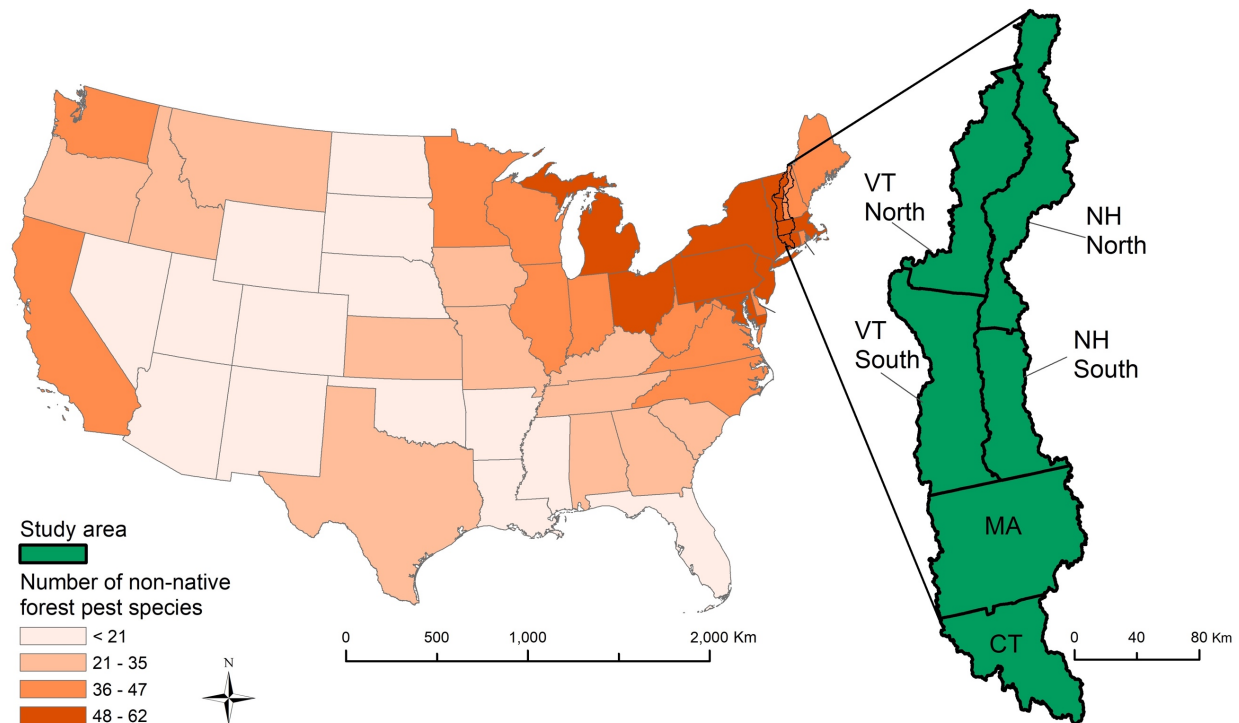 VT
North
NH
North
VT
South
NH
South
MA
CT
Study area
Number of non-native
forest pest species
< 21
21 - 35
36 - 47
48 - 62
N
0 500 1,000 2,000 Km
0 40 80 Km